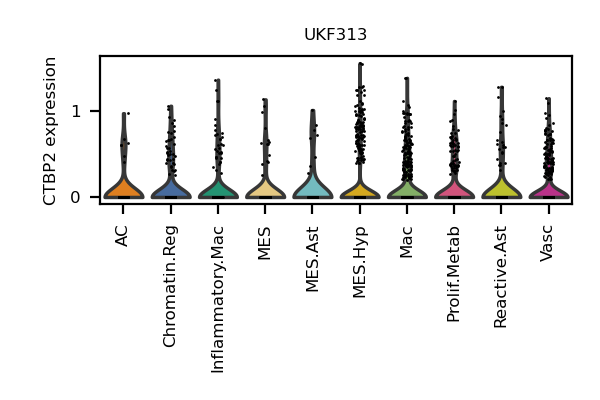 UKF313
CTBP2 expression
1
0
AC
Chromatin.Reg
Inflammatory.Mac
MES
MES.Ast
MES.Hyp
Mac
Prolif.Metab
Reactive.Ast
Vasc